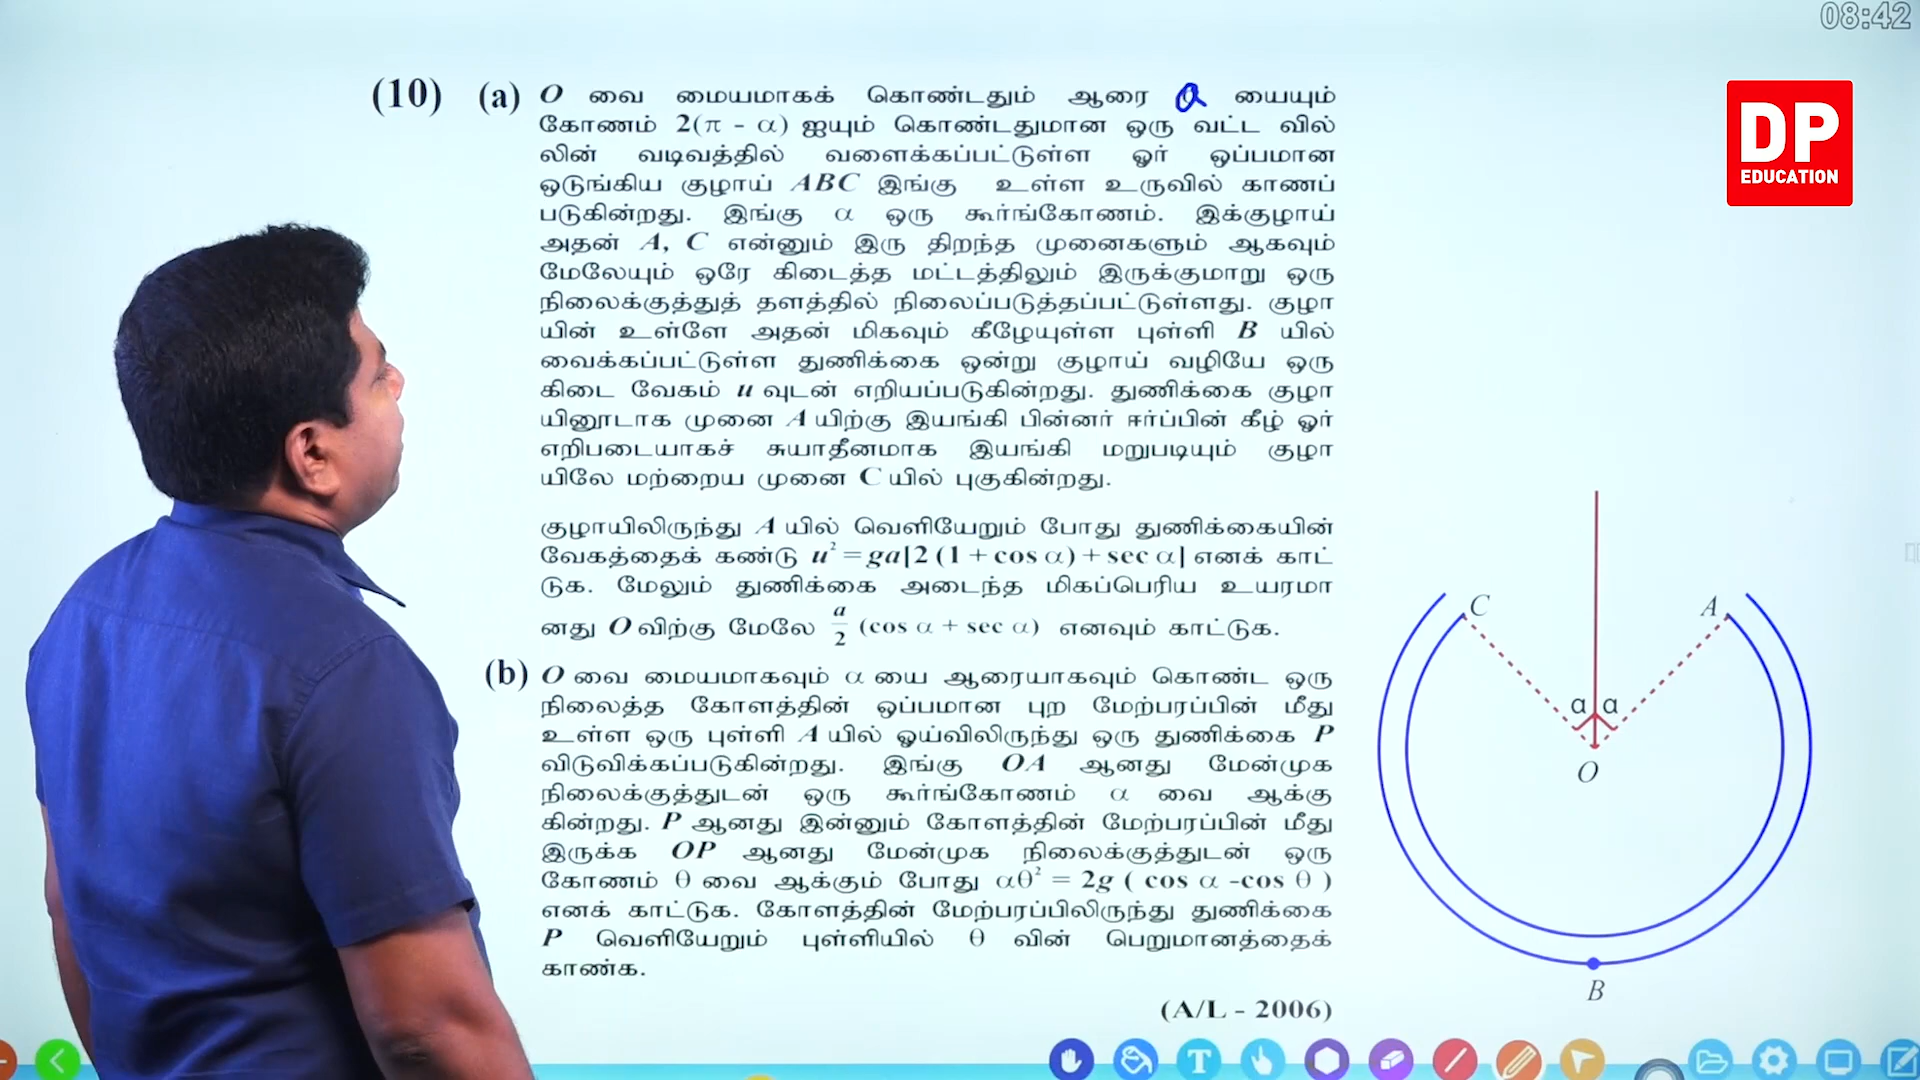 08:42
DP
EDUCATION
(10) (a) O வை மையமாகக் கொண்டதும் ஆரை a யையும்
கோணம் 2(π - α) ஐயும் கொண்டதுமான ஒரு வட்ட வில்
லின் வடிவத்தில் வளைக்கப்பட்டுள்ள ஓர் ஒப்பமான
ஒடுங்கிய குழாய் ABC இங்கு உள்ள உருவில் காணப்
படுகின்றது. இங்கு α ஒரு கூர்ங்கோணம். இக்குழாய்
அதன் A, C என்னும் இரு திறந்த முனைகளும் ஆகவும்
மேலேயும் ஒரே கிடைத்த மட்டத்திலும் இருக்குமாறு ஒரு
நிலைக்குத்துத் தளத்தில் நிலைப்படுத்தப்பட்டுள்ளது. குழா
யின் உள்ளே அதன் மிகவும் கீழேயுள்ள புள்ளி B யில்
வைக்கப்பட்டுள்ள துணிக்கை ஒன்று குழாய் வழியே ஒரு
கிடை வேகம் u வுடன் எறியப்படுகின்றது. துணிக்கை குழா
யினூடாக முனை A யிற்கு இயங்கி பின்னர் ஈர்ப்பின் கீழ் ஓர்
எறிபடையாகச் சுயாதீனமாக இயங்கி மறுபடியும் குழா
யிலே மற்றைய முனை C யில் புகுகின்றது.
குழாயிலிருந்து A யில் வெளியேறும் போது துணிக்கையின்
வேகத்தைக் கண்டு u² = ga[2 (1 + cos α) + sec α] எனக் காட்
டுக. மேலும் துணிக்கை அடைந்த மிகப்பெரிய உயரமா
னது O விற்கு மேலே a/2 (cos α + sec α) எனவும் காட்டுக.
(b) O வை மையமாகவும் α யை ஆரையாகவும் கொண்ட ஒரு
நிலைத்த கோளத்தின் ஒப்பமான புற மேற்பரப்பின் மீது
உள்ள ஒரு புள்ளி A யில் ஓய்விலிருந்து ஒரு துணிக்கை P
விடுவிக்கப்படுகின்றது. இங்கு OA ஆனது மேன்முக
நிலைக்குத்துடன் ஒரு கூர்ங்கோணம் α வை ஆக்கு
கின்றது. P ஆனது இன்னும் கோளத்தின் மேற்பரப்பின் மீது
இருக்க OP ஆனது மேன்முக நிலைக்குத்துடன் ஒரு
கோணம் θ வை ஆக்கும் போது αθ² = 2g ( cos α -cos θ )
எனக் காட்டுக. கோளத்தின் மேற்பரப்பிலிருந்து துணிக்கை
P வெளியேறும் புள்ளியில் θ வின் பெறுமானத்தைக்
காண்க.
(A/L - 2006)
C A
α α
O
B